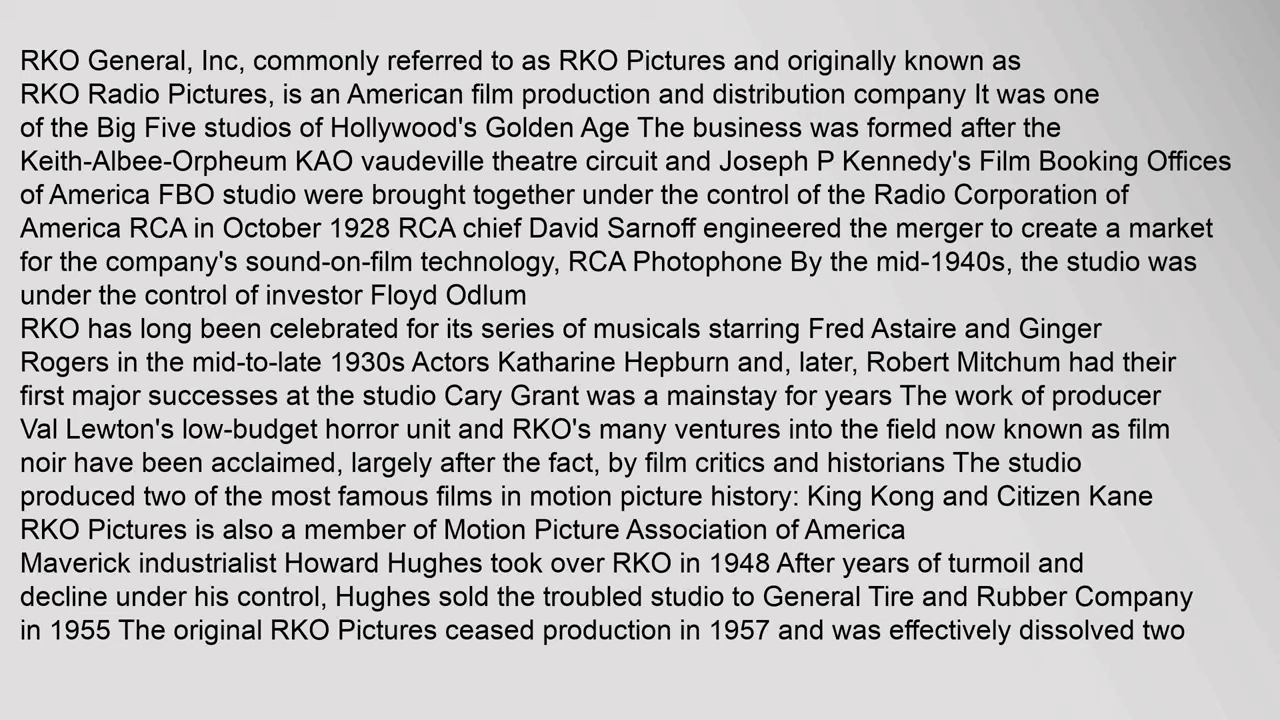 RKO General, Inc, commonly referred to as RKO Pictures and originally known as
RKO Radio Pictures, is an American film production and distribution company It was one
of the Big Five studios of Hollywood's Golden Age The business was formed after the
Keith-Albee-Orpheum KAO vaudeville theatre circuit and Joseph P Kennedy's Film Booking Offices
of America FBO studio were brought together under the control of the Radio Corporation of
America RCA in October 1928 RCA chief David Sarnoff engineered the merger to create a market
for the company's sound-on-film technology, RCA Photophone By the mid-1940s, the studio was
under the control of investor Floyd Odlum
RKO has long been celebrated for its series of musicals starring Fred Astaire and Ginger
Rogers in the mid-to-late 1930s Actors Katharine Hepburn and, later, Robert Mitchum had their
first major successes at the studio Cary Grant was a mainstay for years The work of producer
Val Lewton's low-budget horror unit and RKO's many ventures into the field now known as film
noir have been acclaimed, largely after the fact, by film critics and historians The studio
produced two of the most famous films in motion picture history: King Kong and Citizen Kane
RKO Pictures is also a member of Motion Picture Association of America
Maverick industrialist Howard Hughes took over RKO in 1948 After years of turmoil and
decline under his control, Hughes sold the troubled studio to General Tire and Rubber Company
in 1955 The original RKO Pictures ceased production in 1957 and was effectively dissolved two